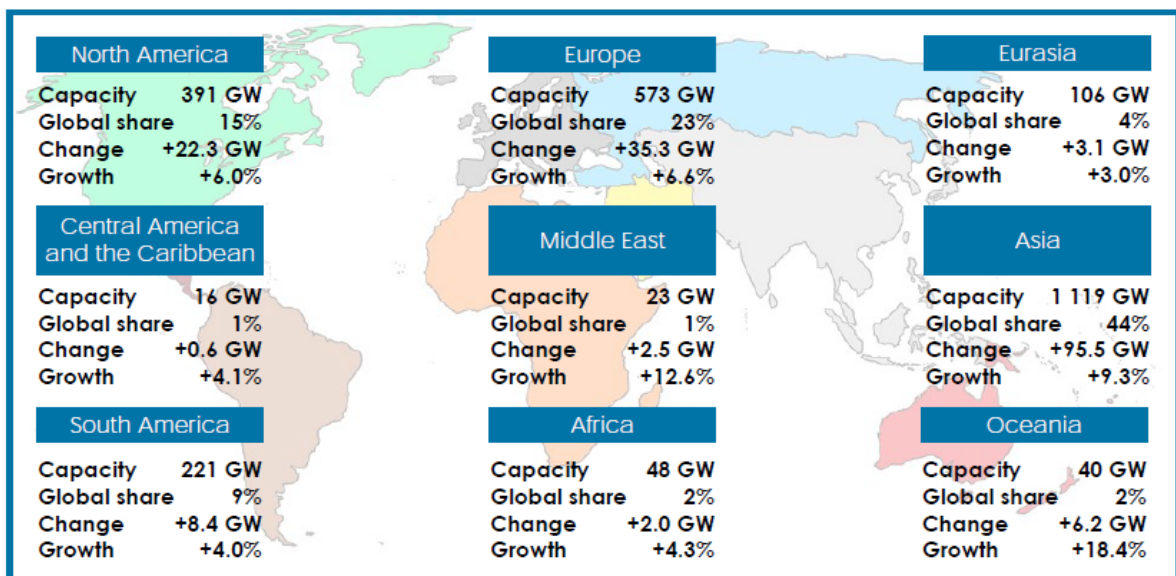 North America
Capacity 391 GW
Global share 15%
Change +22.3 GW
Growth +6.0%
Europe
Capacity 573 GW
Global share 23%
Change +35.3 GW
Growth +6.6%
Eurasia
Capacity 106 GW
Global share 4%
Change +3.1 GW
Growth +3.0%
Central America
and the Caribbean
Capacity 16 GW
Global share 1%
Change +0.6 GW
Growth +4.1%
Middle East
Capacity 23 GW
Global share 1%
Change +2.5 GW
Growth +12.6%
Asia
Capacity 1 119 GW
Global share 44%
Change +95.5 GW
Growth +9.3%
South America
Capacity 221 GW
Global share 9%
Change +8.4 GW
Growth +4.0%
Africa
Capacity 48 GW
Global share 2%
Change +2.0 GW
Growth +4.3%
Oceania
Capacity 40 GW
Global share 2%
Change +6.2 GW
Growth +18.4%